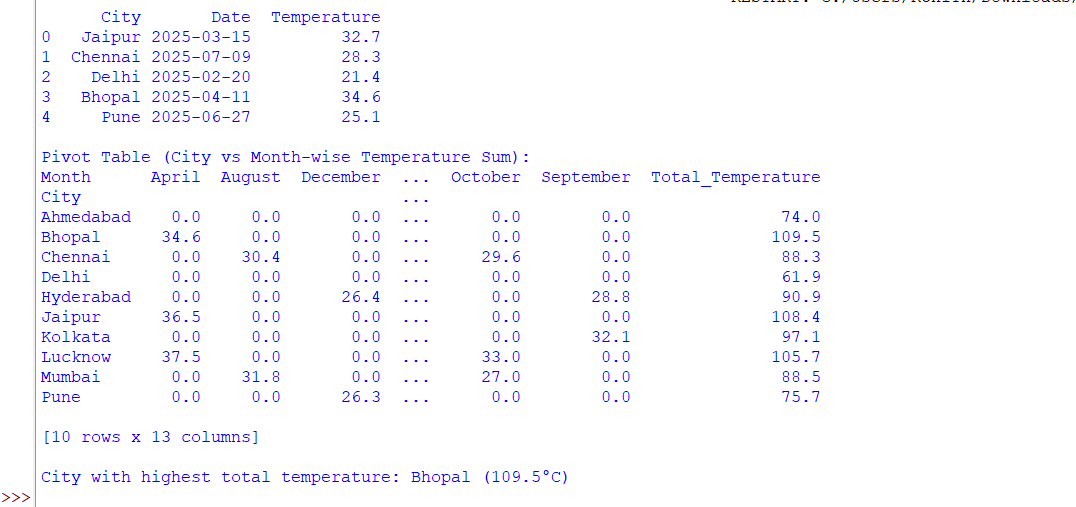 City       Date  Temperature
0   Jaipur 2025-03-15         32.7
1  Chennai 2025-07-09         28.3
2    Delhi 2025-02-20         21.4
3   Bhopal 2025-04-11         34.6
4     Pune 2025-06-27         25.1
Pivot Table (City vs Month-wise Temperature Sum):
Month      April  August  December  ...  October  September  Total_Temperature
City                                ...
Ahmedabad    0.0     0.0       0.0  ...      0.0        0.0               74.0
Bhopal      34.6     0.0       0.0  ...      0.0        0.0              109.5
Chennai      0.0    30.4       0.0  ...     29.6        0.0               88.3
Delhi        0.0     0.0       0.0  ...      0.0        0.0               61.9
Hyderabad    0.0     0.0      26.4  ...      0.0       28.8               90.9
Jaipur      36.5     0.0       0.0  ...      0.0        0.0              108.4
Kolkata      0.0     0.0       0.0  ...      0.0       32.1               97.1
Lucknow     37.5     0.0       0.0  ...     33.0        0.0              105.7
Mumbai       0.0    31.8       0.0  ...     27.0        0.0               88.5
Pune         0.0     0.0      26.3  ...      0.0        0.0               75.7
[10 rows x 13 columns]
City with highest total temperature: Bhopal (109.5°C)
>>>